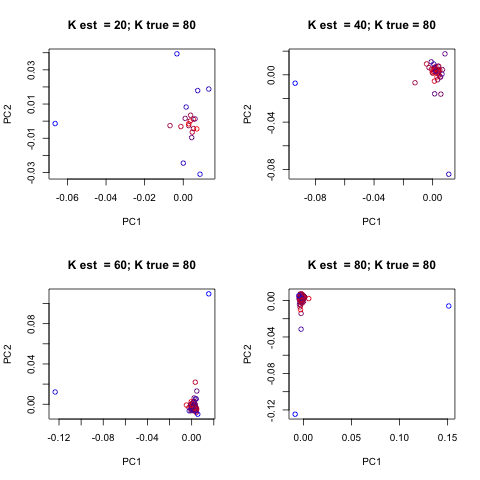 K est = 20; K true = 80
PC2
-0.03 -0.01 0.01 0.03
-0.06 -0.04 -0.02 0.00
PC1
K est = 40; K true = 80
PC2
-0.08 -0.04 0.00
-0.08 -0.04 0.00
PC1
K est = 60; K true = 80
PC2
0.00 0.04 0.08
-0.12 -0.08 -0.04 0.00
PC1
K est = 80; K true = 80
PC2
-0.12 -0.08 -0.04 0.00
0.00 0.05 0.10 0.15
PC1